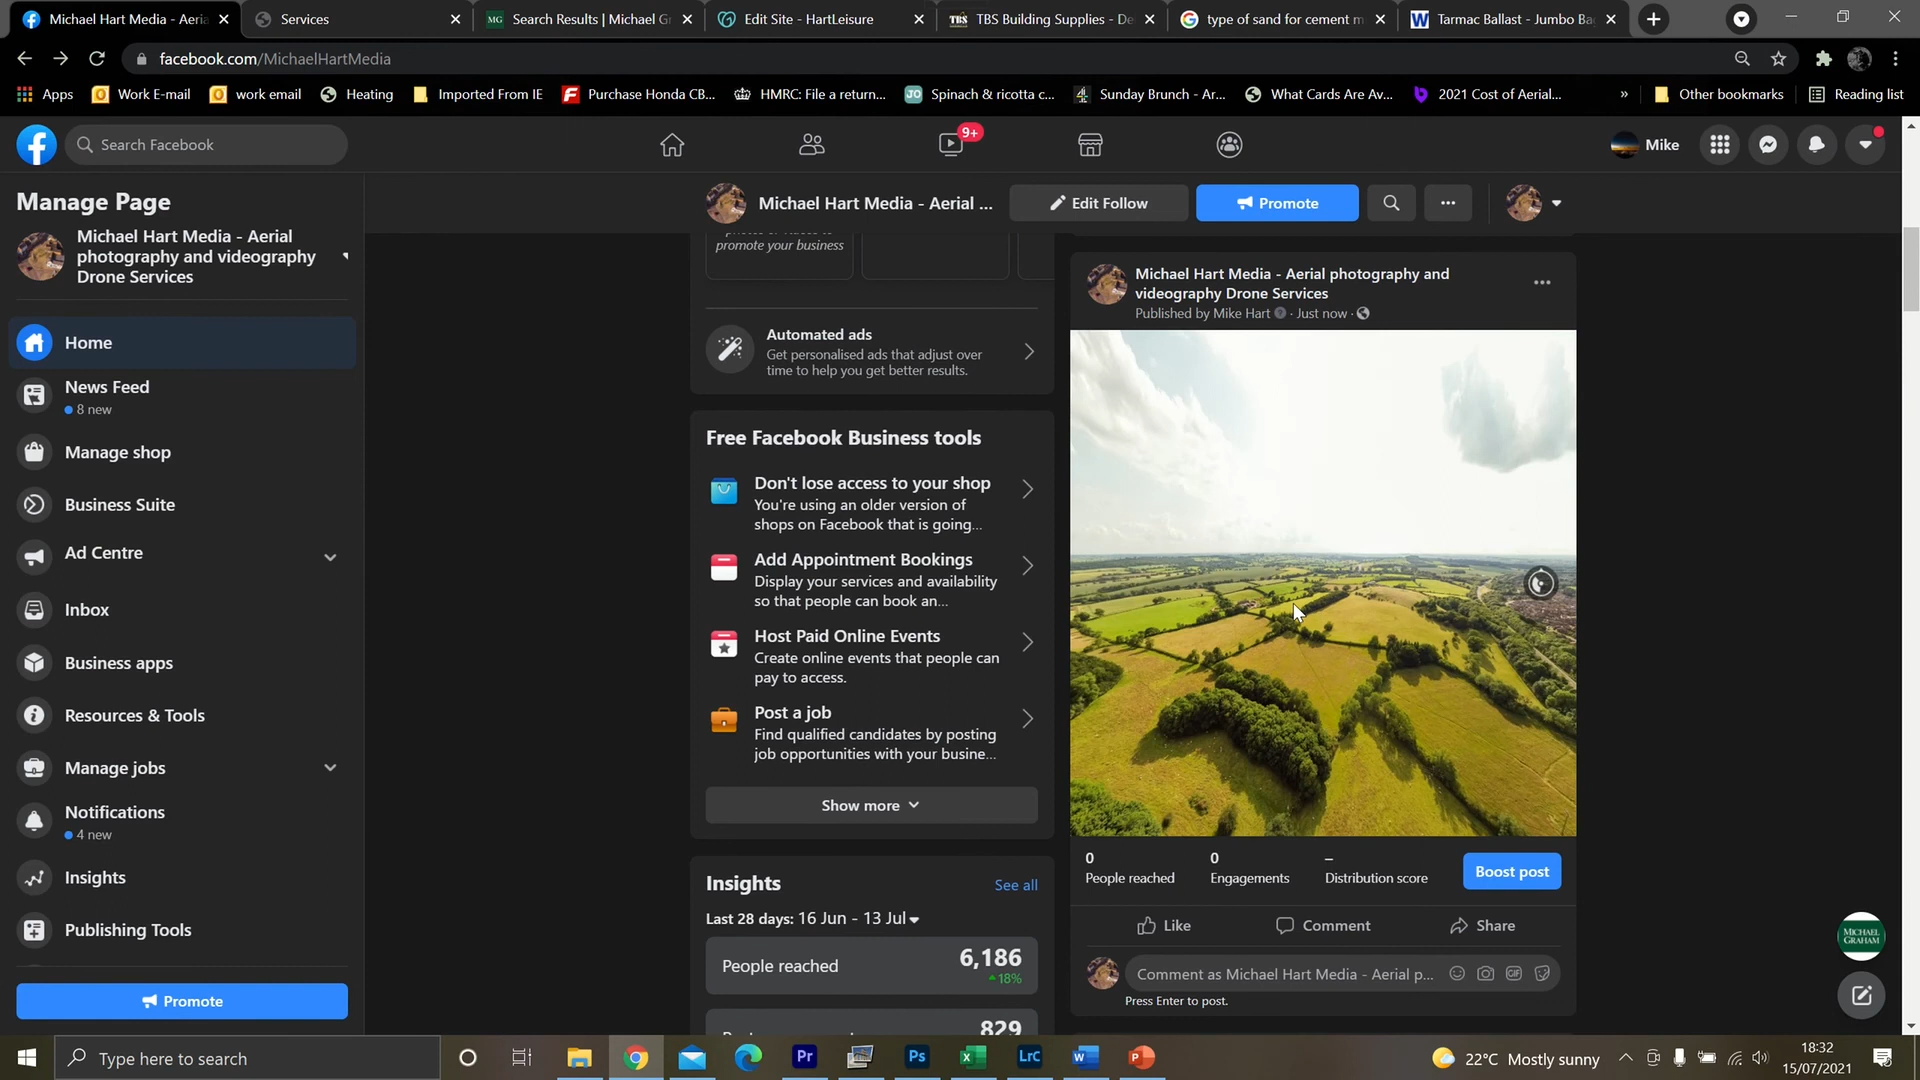 Michael Hart Media - Aeria
Services
MG Search Results | Michael Gr
Edit Site - HartLeisure
TBS TBS Building Supplies - De
type of sand for cement m
W Tarmac Ballast - Jumbo Ba
facebook.com/MichaelHartMedia
Apps
Work E-mail
work email
Heating
Imported From IE
Purchase Honda CB...
HMRC: File a return...
JO Spinach & ricotta c...
Sunday Brunch - Ar...
What Cards Are Av...
2021 Cost of Aerial...
»
Other bookmarks
Reading list
Search Facebook
9+
Mike
Manage Page
Michael Hart Media - Aerial
photography and videography
Drone Services
Home
News Feed
8 new
Manage shop
Business Suite
Ad Centre
Inbox
Business apps
Resources & Tools
Manage jobs
Notifications
4 new
Insights
Publishing Tools
Promote
Michael Hart Media - Aerial ...
Edit Follow
Promote
promote your business
Automated ads
Get personalised ads that adjust over
time to help you get better results.
Free Facebook Business tools
Don't lose access to your shop
You're using an older version of
shops on Facebook that is going...
Add Appointment Bookings
Display your services and availability
so that people can book an...
Host Paid Online Events
Create online events that people can
pay to access.
Post a job
Find qualified candidates by posting
job opportunities with your busine...
Show more
Insights
See all
Last 28 days: 16 Jun - 13 Jul
People reached
6,186
18%
829
Michael Hart Media - Aerial photography and
videography Drone Services
Published by Mike Hart · Just now ·
0
People reached
0
Engagements
–
Distribution score
Boost post
Like
Comment
Share
Comment as Michael Hart Media - Aerial p...
GIF
Press Enter to post.
MICHAEL
GRAHAM
Type here to search
Pr
Ps
LrC
22°C Mostly sunny
18:32
15/07/2021